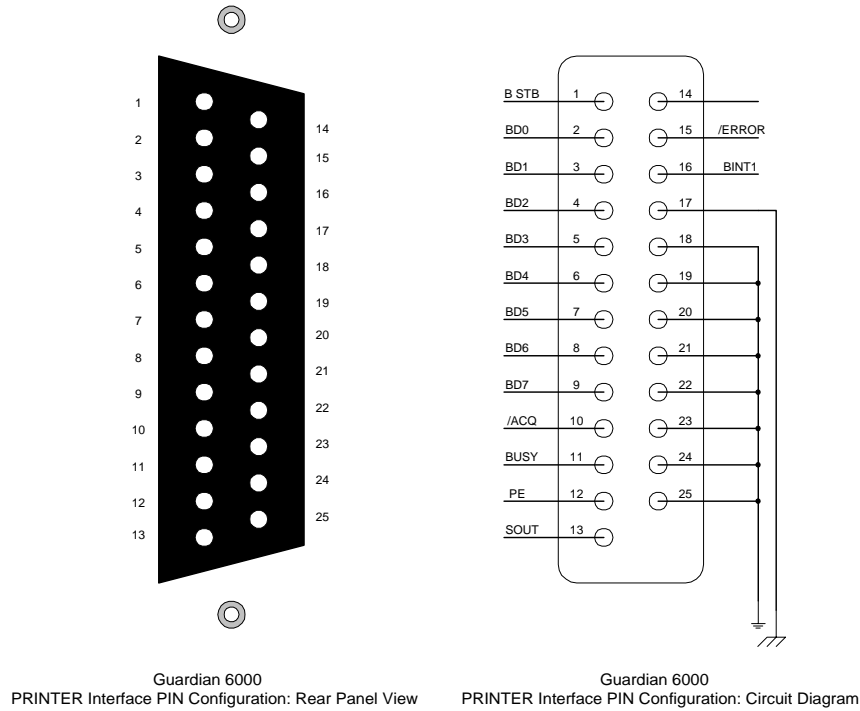 1
2
3
4
5
6
7
8
9
10
11
12
13
14
15
16
17
18
19
20
21
22
23
24
25
Guardian 6000
PRINTER Interface PIN Configuration: Rear Panel View
B STB 1 14
BD0 2 15 /ERROR
BD1 3 16 BINT1
BD2 4 17
BD3 5 18
BD4 6 19
BD5 7 20
BD6 8 21
BD7 9 22
/ACQ 10 23
BUSY 11 24
PE 12 25
SOUT 13
Guardian 6000
PRINTER Interface PIN Configuration: Circuit Diagram